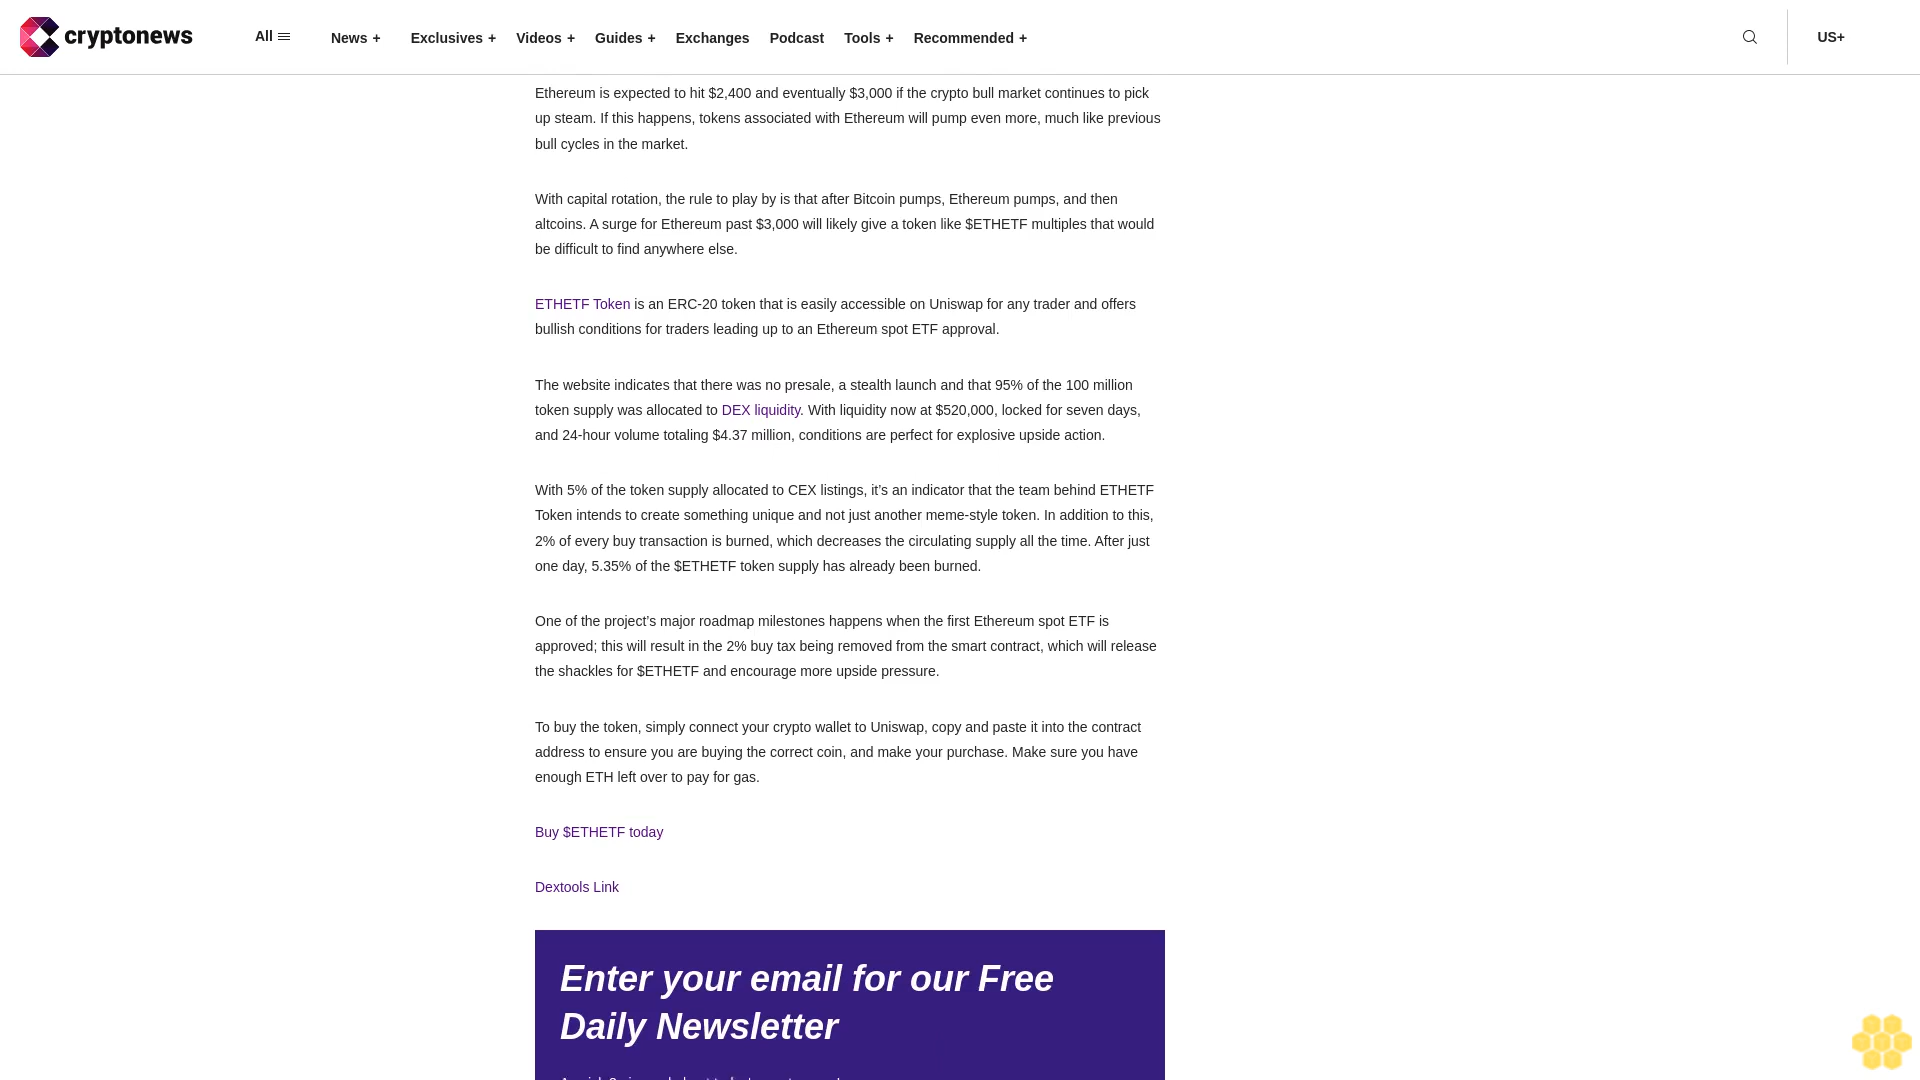 cryptonews
All
News +
Exclusives +
Videos +
Guides +
Exchanges
Podcast
Tools +
Recommended +
US+
Ethereum is expected to hit $2,400 and eventually $3,000 if the crypto bull market continues to pick
up steam. If this happens, tokens associated with Ethereum will pump even more, much like previous
bull cycles in the market.
With capital rotation, the rule to play by is that after Bitcoin pumps, Ethereum pumps, and then
altcoins. A surge for Ethereum past $3,000 will likely give a token like $ETHETF multiples that would
be difficult to find anywhere else.
ETHETF Token is an ERC-20 token that is easily accessible on Uniswap for any trader and offers
bullish conditions for traders leading up to an Ethereum spot ETF approval.
The website indicates that there was no presale, a stealth launch and that 95% of the 100 million
token supply was allocated to DEX liquidity. With liquidity now at $520,000, locked for seven days,
and 24-hour volume totaling $4.37 million, conditions are perfect for explosive upside action.
With 5% of the token supply allocated to CEX listings, it’s an indicator that the team behind ETHETF
Token intends to create something unique and not just another meme-style token. In addition to this,
2% of every buy transaction is burned, which decreases the circulating supply all the time. After just
one day, 5.35% of the $ETHETF token supply has already been burned.
One of the project’s major roadmap milestones happens when the first Ethereum spot ETF is
approved; this will result in the 2% buy tax being removed from the smart contract, which will release
the shackles for $ETHETF and encourage more upside pressure.
To buy the token, simply connect your crypto wallet to Uniswap, copy and paste it into the contract
address to ensure you are buying the correct coin, and make your purchase. Make sure you have
enough ETH left over to pay for gas.
Buy $ETHETF today
Dextools Link
Enter your email for our Free
Daily Newsletter